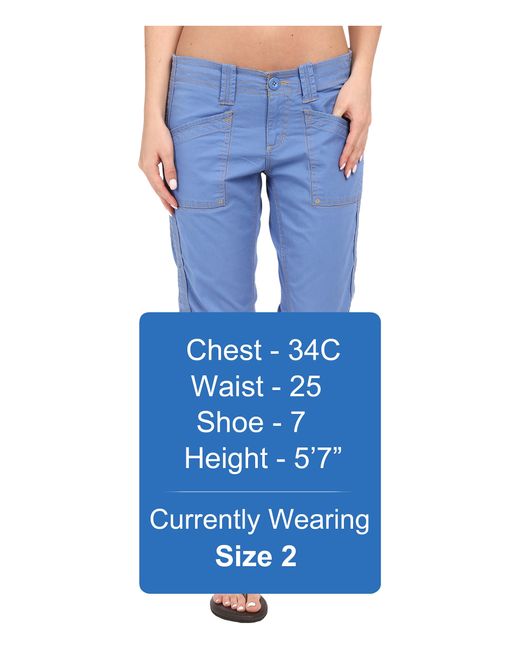 Chest - 34C
Waist - 25
Shoe - 7
Height - 5’7”
Currently Wearing
Size 2